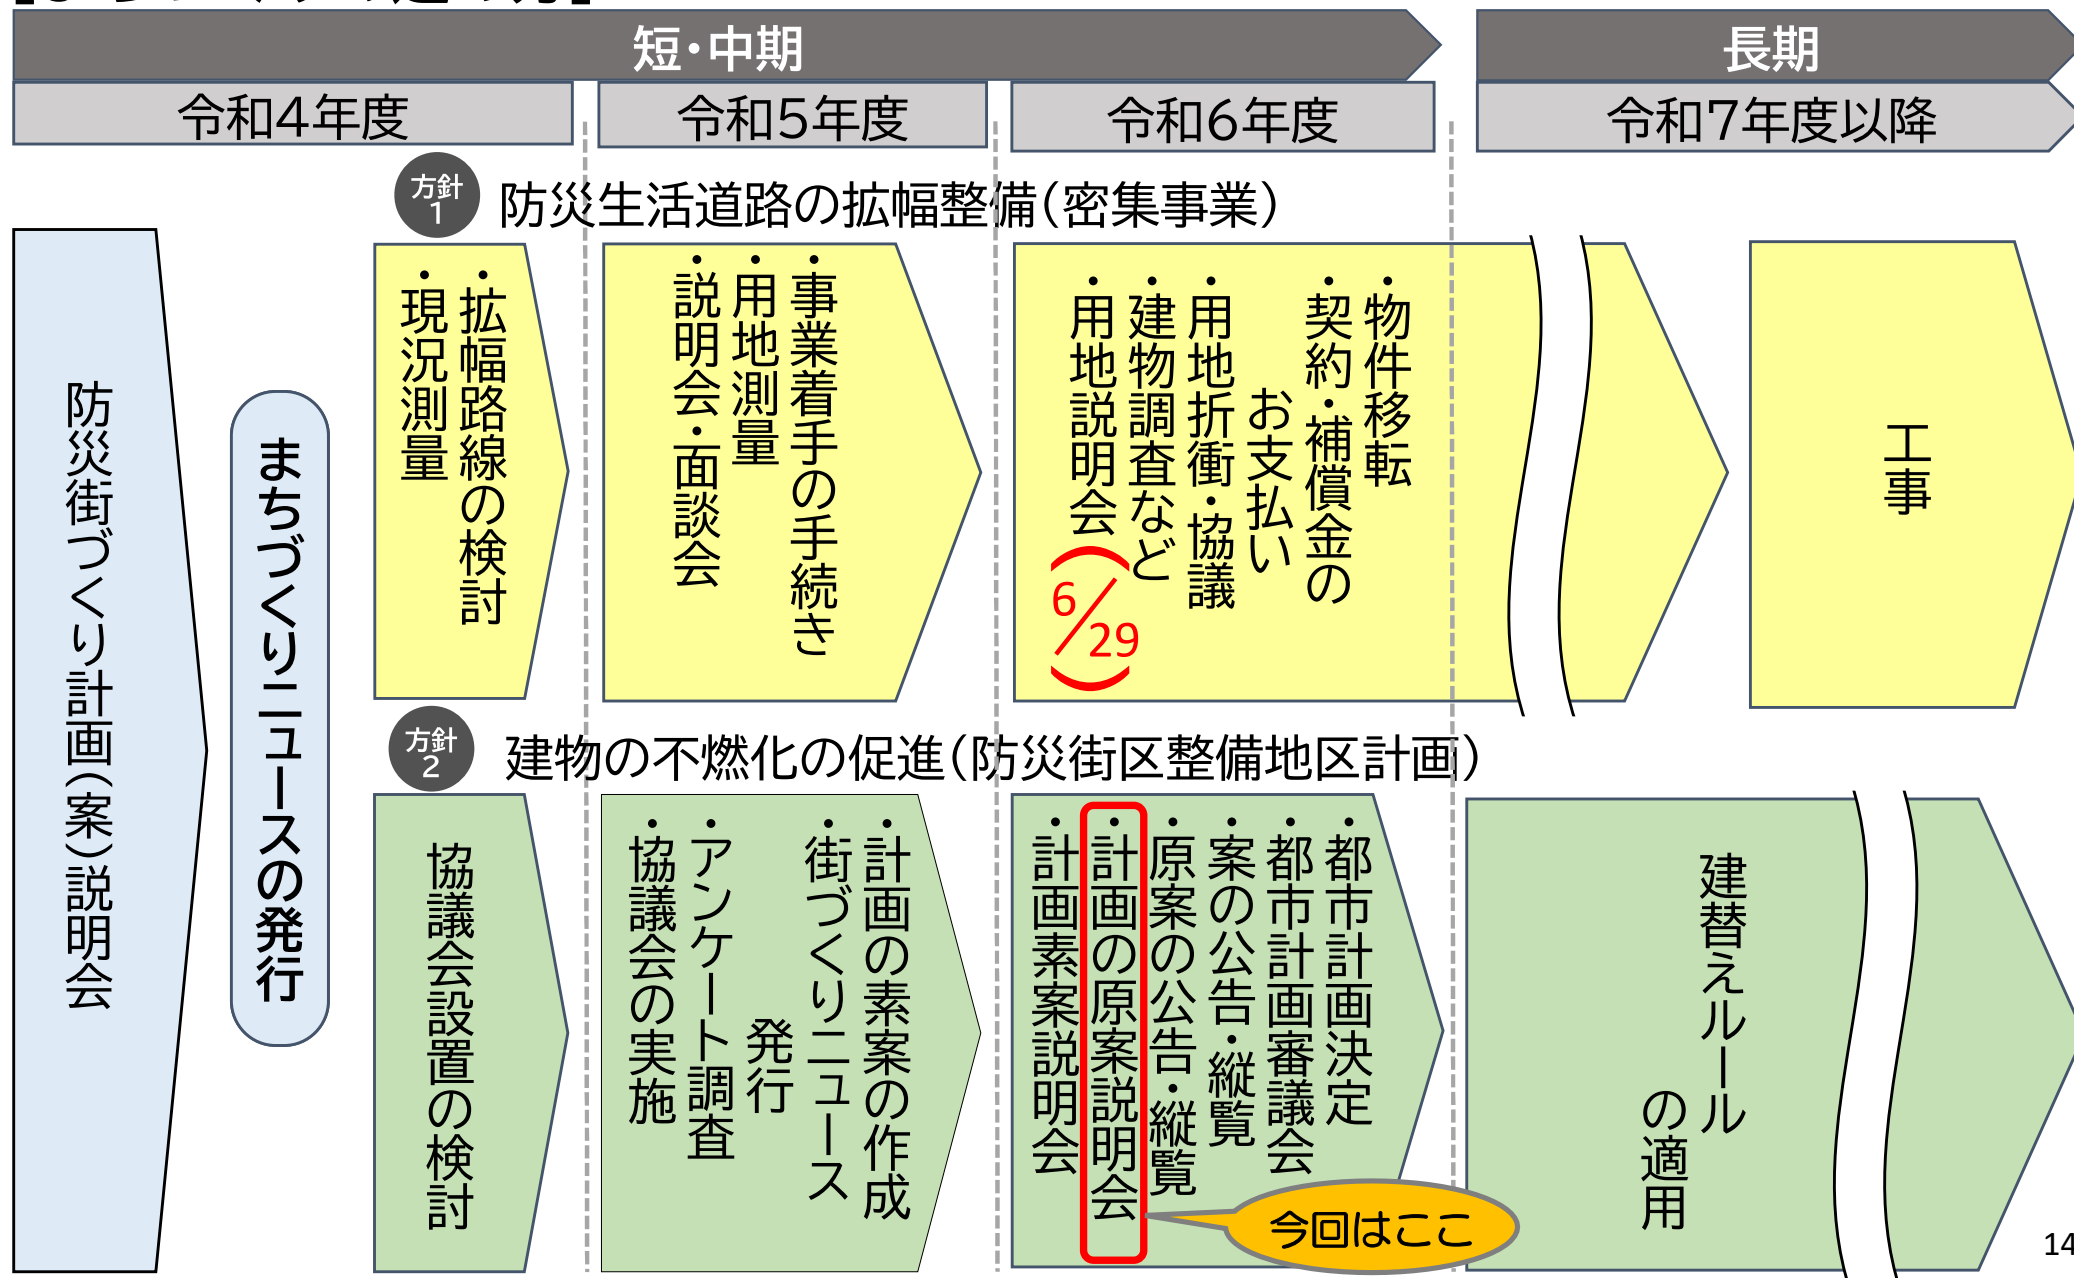 短・中期
長期
令和4年度
令和5年度
令和6年度
令和7年度以降
防災街づくり計画（案）説明会
まちづくりニュースの発行
方針
1
防災生活道路の拡幅整備（密集事業）
・現況測量
・拡幅路線の検討
・説明会・面談会
・用地測量
・事業着手の手続き
・用地説明会
（6/29）
・建物調査など
・用地折衝・協議
・契約・補償金の
お支払い
・物件移転
工事
方針
2
建物の不燃化の促進（防災街区整備地区計画）
協議会設置の検討
・協議会の実施
・アンケート調査
・街づくりニュース
発行
・計画の素案の作成
・計画素案説明会
・計画の原案説明会
・原案の公告・縦覧
・案の公告・縦覧
・都市計画審議会
・都市計画決定
今回はここ
建替えルール
の適用
14